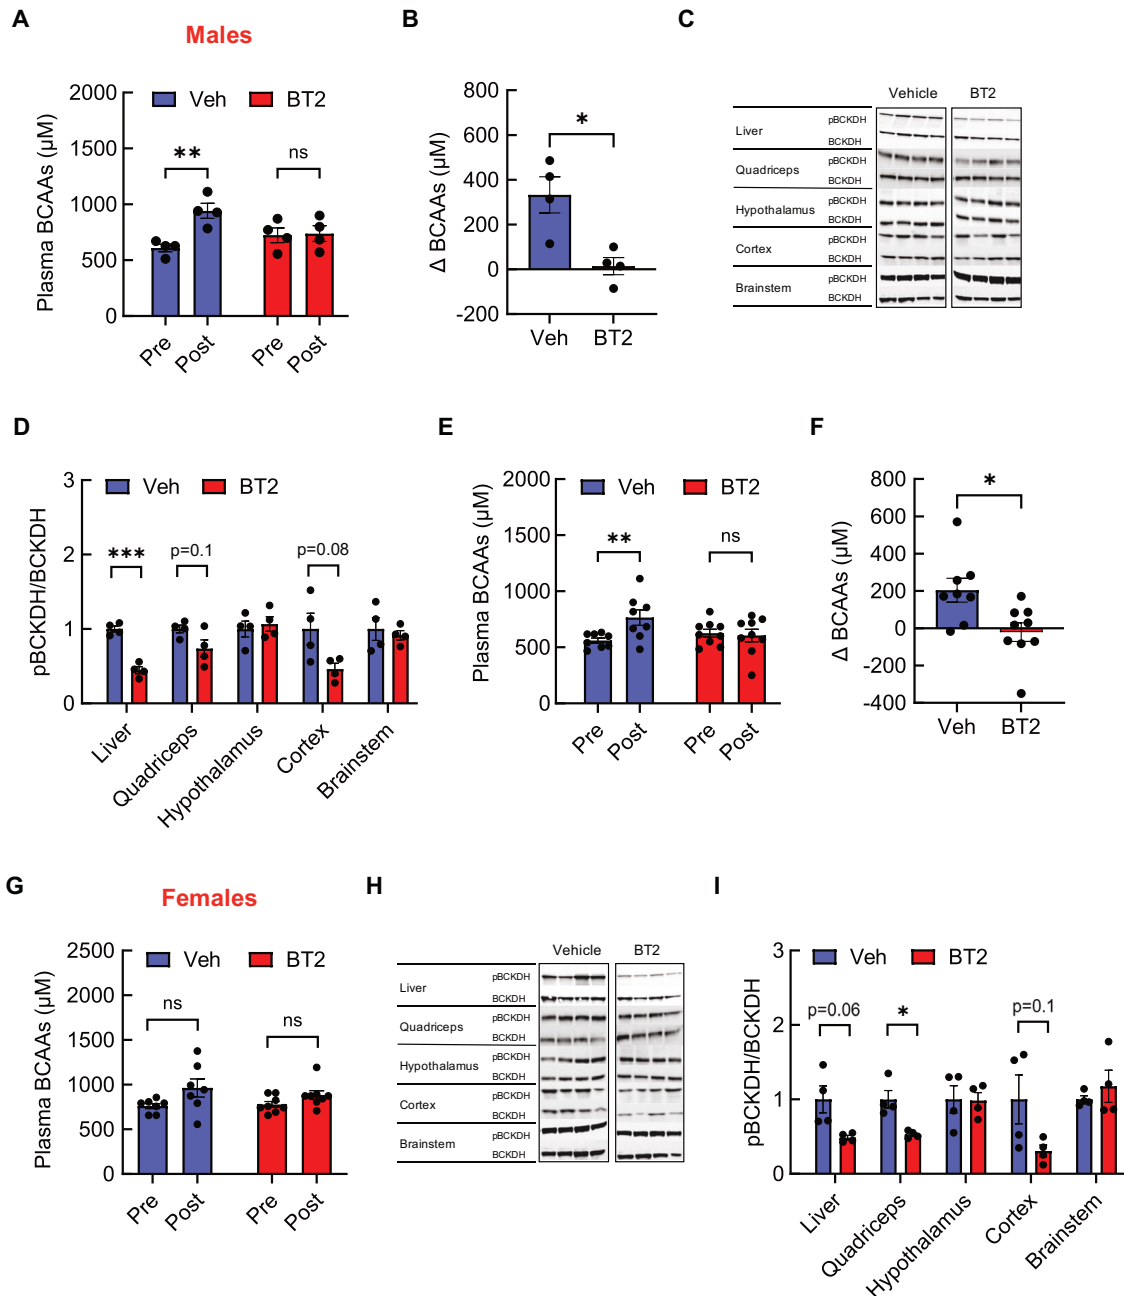 A
Males
2000
1500
1000
500
0
Plasma BCAAs (µM)
Veh
BT2
**
ns
Pre
Post
Pre
Post
B
800
600
400
200
0
-200
Δ BCAAs (µM)
*
Veh
BT2
C
Vehicle
BT2
Liver
pBCKDH
BCKDH
Quadriceps
pBCKDH
BCKDH
Hypothalamus
pBCKDH
BCKDH
Cortex
pBCKDH
BCKDH
Brainstem
pBCKDH
BCKDH
D
3
2
1
0
pBCKDH/BCKDH
Veh
BT2
***
p=0.1
p=0.08
Liver
Quadriceps
Hypothalamus
Cortex
Brainstem
E
2000
1500
1000
500
0
Plasma BCAAs (µM)
Veh
BT2
**
ns
Pre
Post
Pre
Post
F
800
600
400
200
0
-200
-400
Δ BCAAs (µM)
*
Veh
BT2
G
Females
2500
2000
1500
1000
500
0
Plasma BCAAs (µM)
Veh
BT2
ns
ns
Pre
Post
Pre
Post
H
Vehicle
BT2
Liver
pBCKDH
BCKDH
Quadriceps
pBCKDH
BCKDH
Hypothalamus
pBCKDH
BCKDH
Cortex
pBCKDH
BCKDH
Brainstem
pBCKDH
BCKDH
I
3
2
1
0
pBCKDH/BCKDH
Veh
BT2
p=0.06
*
p=0.1
Liver
Quadriceps
Hypothalamus
Cortex
Brainstem